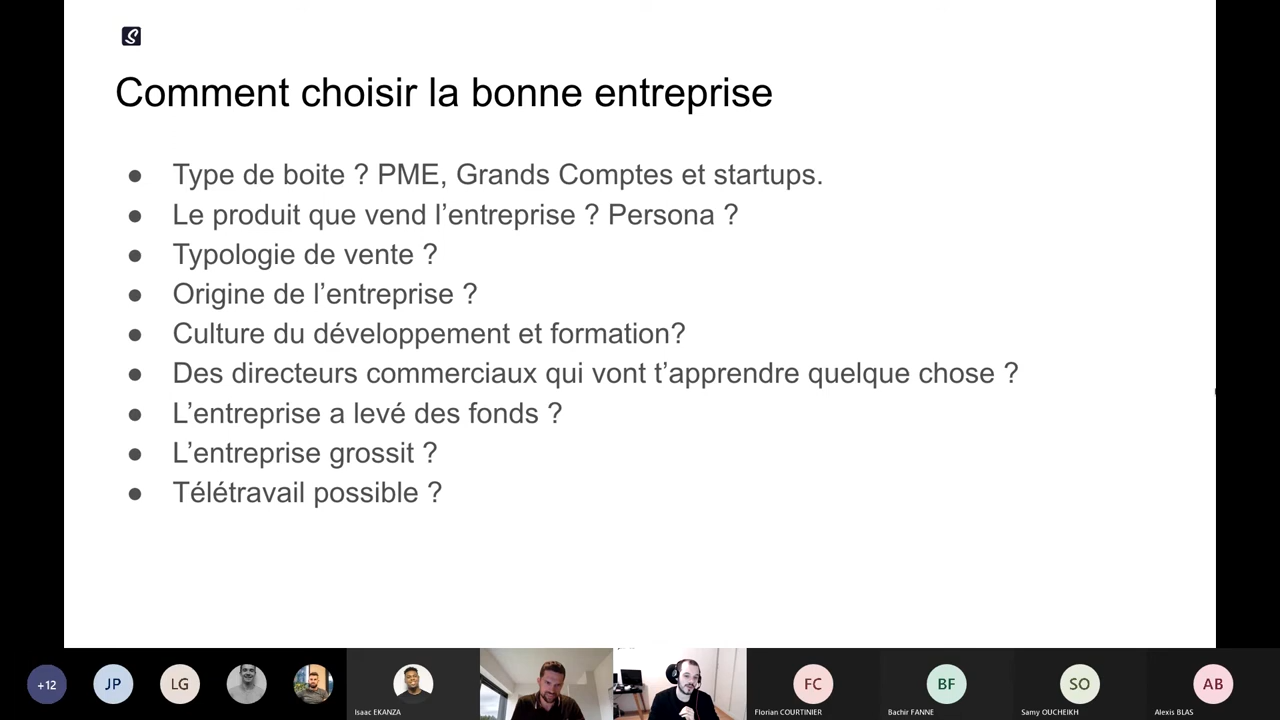 S
Comment choisir la bonne entreprise
● Type de boite ? PME, Grands Comptes et startups.
● Le produit que vend l’entreprise ? Persona ?
● Typologie de vente ?
● Origine de l’entreprise ?
● Culture du développement et formation?
● Des directeurs commerciaux qui vont t’apprendre quelque chose ?
● L’entreprise a levé des fonds ?
● L’entreprise grossit ?
● Télétravail possible ?
+12
JP
LG
FC
BF
SO
AB
Isaac EKANZA
Florian COURTINIER
Bachir FANNE
Samy OUCHEIKH
Alexis BLAS